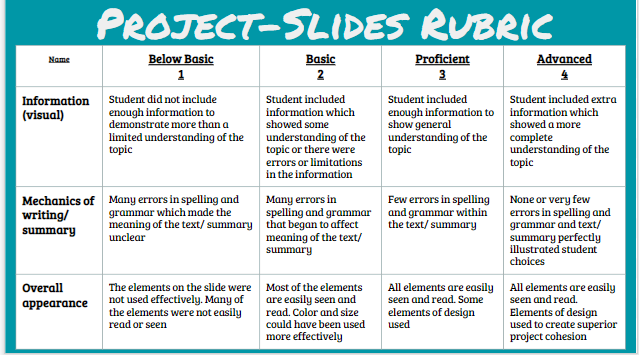 Project-Slides Rubric
Name
Below Basic
1
Basic
2
Proficient
3
Advanced
4
Information
(visual)
Student did not include
enough information to
demonstrate more than a
limited understanding of the
topic
Student included
information which
showed some
understanding of the
topic or there were
errors or limitations
in the information
Student included
enough information to
show general
understanding of the
topic
Student included extra
information which
showed a more
complete
understanding of the
topic
Mechanics of
writing/
summary
Many errors in spelling and
grammar which made the
meaning of the text/ summary
unclear
Many errors in
spelling and grammar
that began to affect
meaning of the text/
summary
Few errors in spelling
and grammar within
the text/ summary
None or very few
errors in spelling and
grammar and text/
summary perfectly
illustrated student
choices
Overall
appearance
The elements on the slide were
not used effectively. Many of
the elements were not easily
read or seen
Most of the elements
are easily seen and
read. Color and size
could have been used
more effectively
All elements are easily
seen and read. Some
elements of design
used
All elements are easily
seen and read.
Elements of design
used to create superior
project cohesion